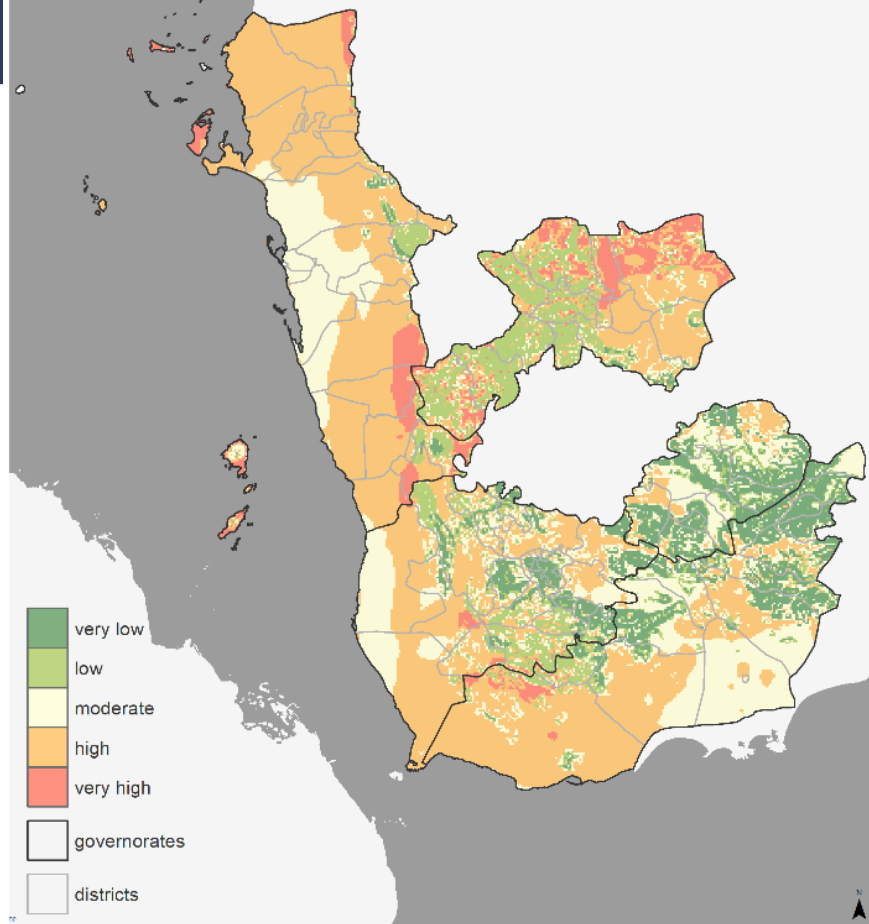 very low
low
moderate
high
very high
governorates
districts
N